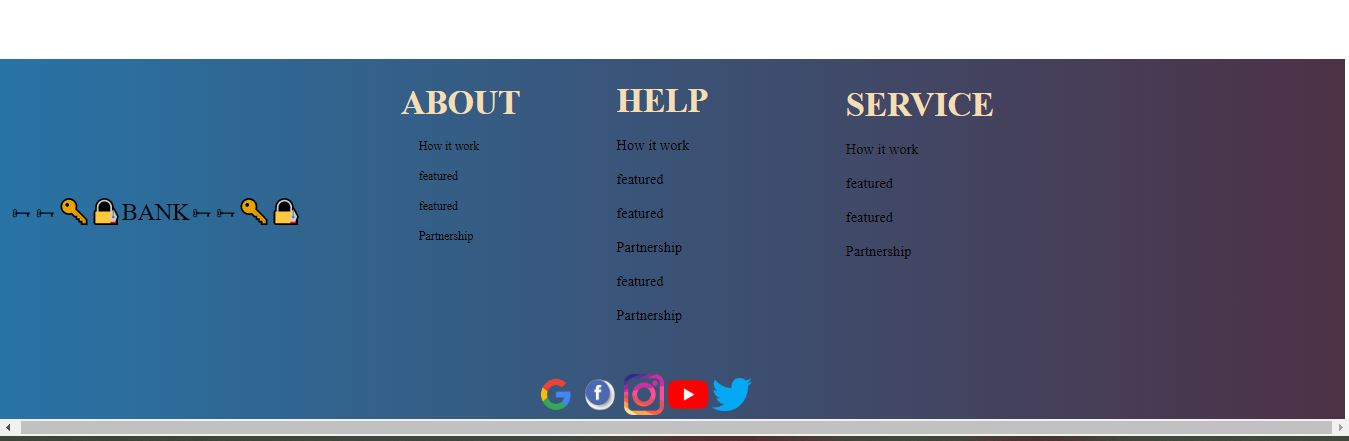 ABOUT
How it work
featured
featured
Partnership
HELP
How it work
featured
featured
Partnership
featured
Partnership
SERVICE
How it work
featured
featured
Partnership
🗝🗝🔑🔏BANK🗝🗝🔑🔏